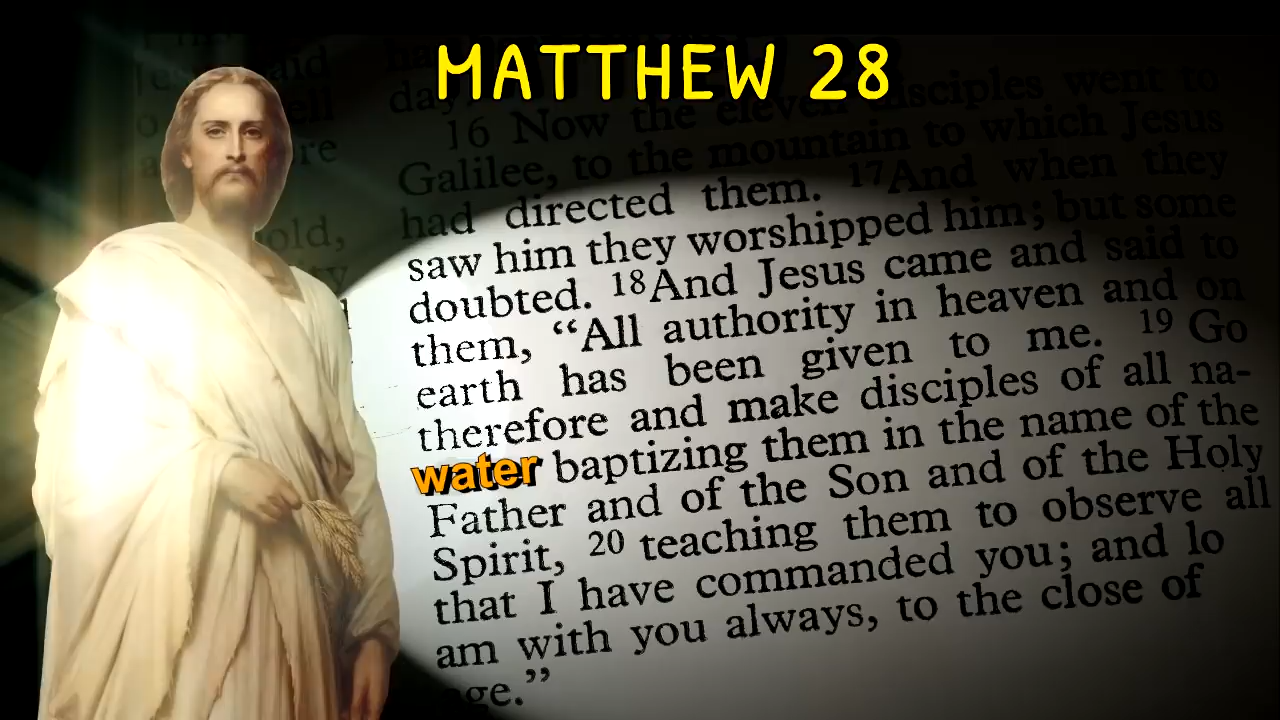 MATTHEW 28
16 Now the eleven disciples went to
Galilee, to the mountain to which Jesus
had directed them. 17And when they
saw him they worshipped him; but some
doubted. 18And Jesus came and said to
them, “All authority in heaven and on
earth has been given to me. 19 Go
therefore and make disciples of all na-
water baptizing them in the name of the
Father and of the Son and of the Holy
Spirit, 20 teaching them to observe all
that I have commanded you; and lo
am with you always, to the close of
age.”
old,